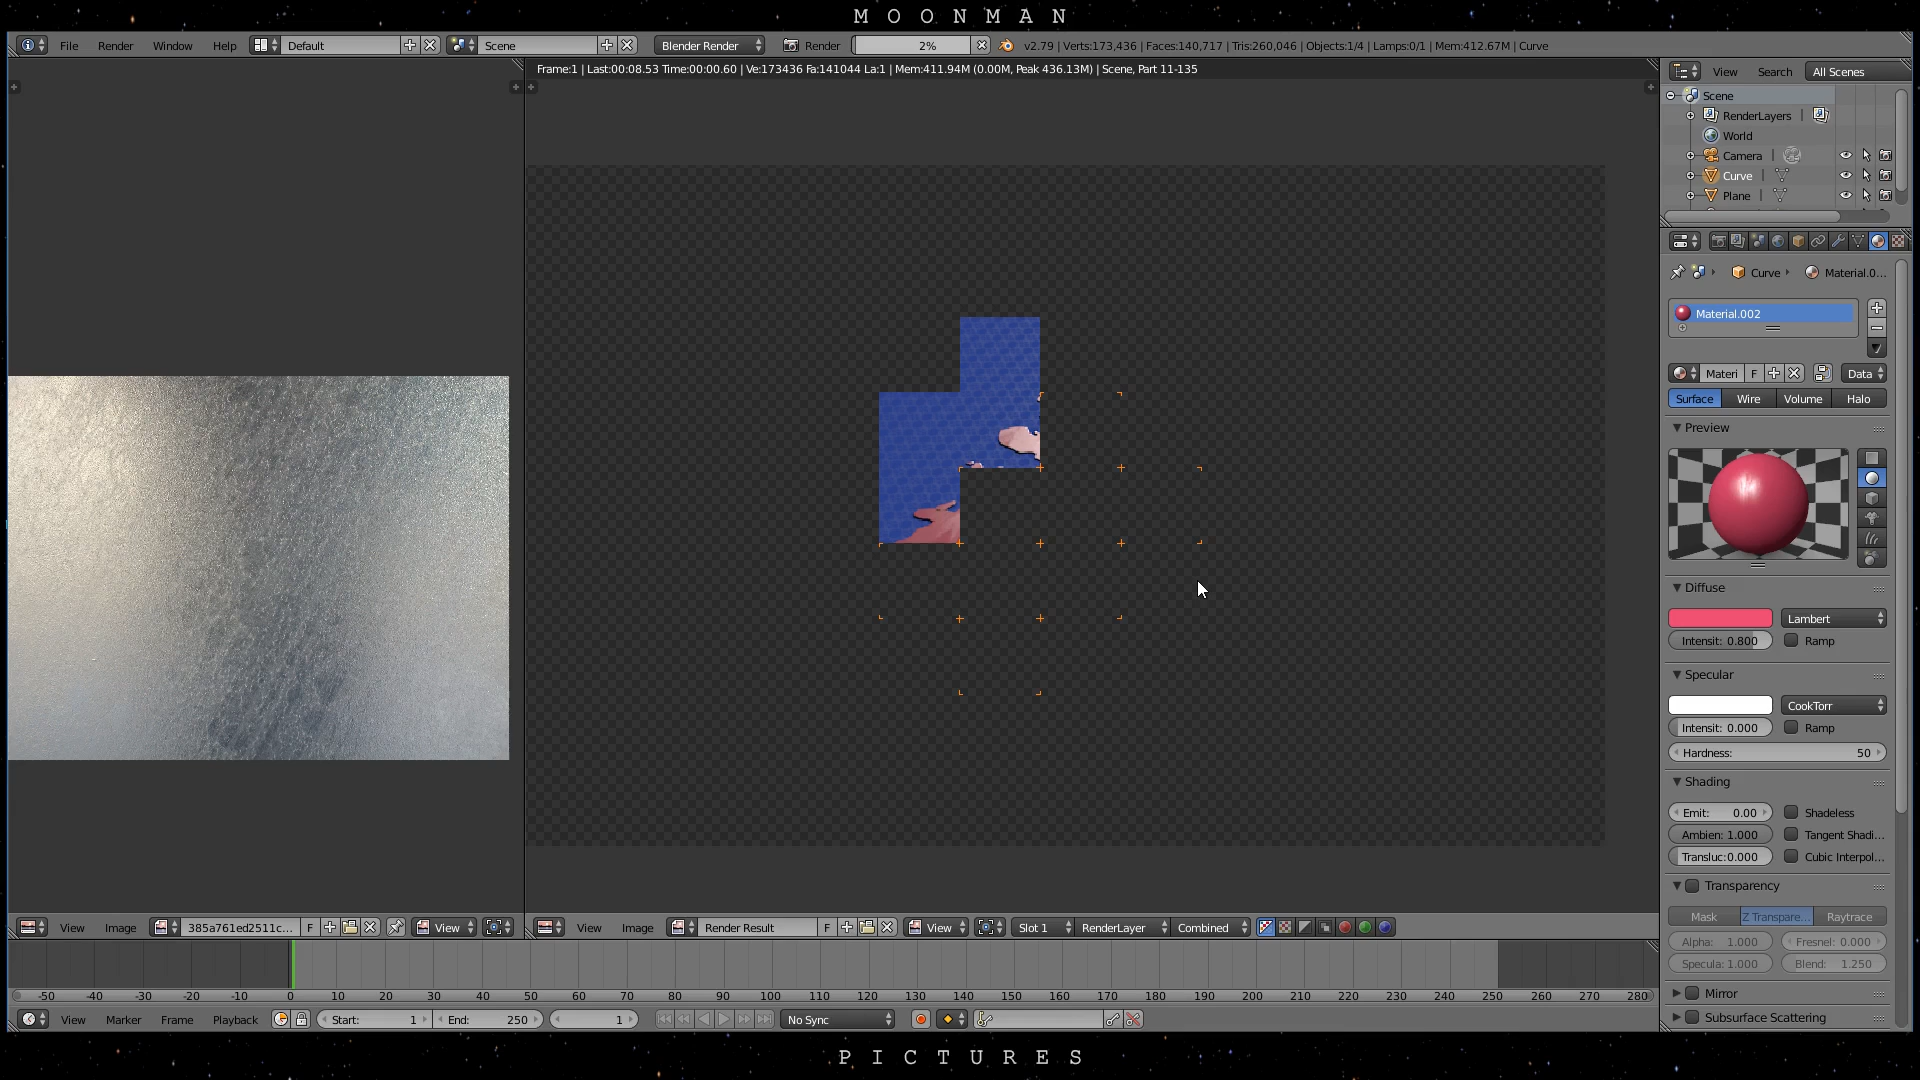 MOONMAN
File Render Window Help Default Scene Blender Render Render 2% v2.79 | Verts:173,436 | Faces:140,717 | Tris:260,046 | Objects:1/4 | Lamps:0/1 | Mem:412.67M | Curve
Frame:1 | Last:00:08.53 Time:00:00.60 | Ve:173436 Fa:141044 La:1 | Mem:411.94M (0.00M, Peak 436.13M) | Scene, Part 11-135
View Search All Scenes
Scene
RenderLayers |
World
Camera |
Curve |
Plane |
Curve Material.0...
Material.002
Materi F Data
Surface Wire Volume Halo
Preview
Diffuse
Lambert
Intensit: 0.800 Ramp
Specular
CookTorr
Intensit: 0.000 Ramp
Hardness: 50
Shading
Emit: 0.00 Shadeless
Ambien: 1.000 Tangent Shadi...
Transluc:0.000 Cubic Interpol...
Transparency
Mask Z Transpare... Raytrace
Alpha: 1.000 Fresnel: 0.000
Specula: 1.000 Blend: 1.250
Mirror
Subsurface Scattering
View Image 385a761ed2511c... F View
View Image Render Result F View Slot 1 RenderLayer Combined
-50 -40 -30 -20 -10 0 10 20 30 40 50 60 70 80 90 100 110 120 130 140 150 160 170 180 190 200 210 220 230 240 250 260 270 280
View Marker Frame Playback Start: 1 End: 250 1 No Sync
PICTURES